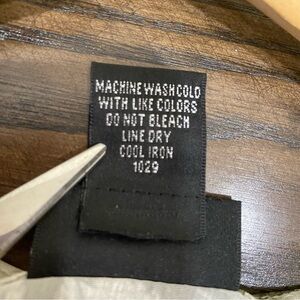 MACHINE WASH COLD
WITH LIKE COLORS
DO NOT BLEACH
LINE DRY
COOL IRON
1029